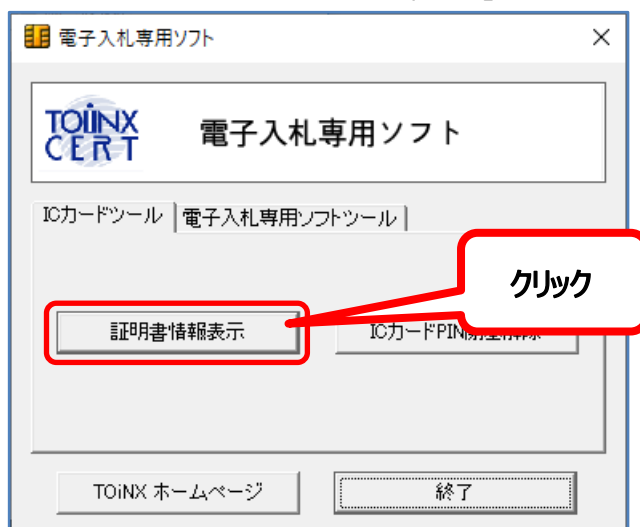 電子入札専用ソフト
TOiNX
CERT
電子入札専用ソフト
ICカードツール
電子入札専用ソフトツール
クリック
証明書情報表示
ICカードPIN
TOiNX ホームページ
終了